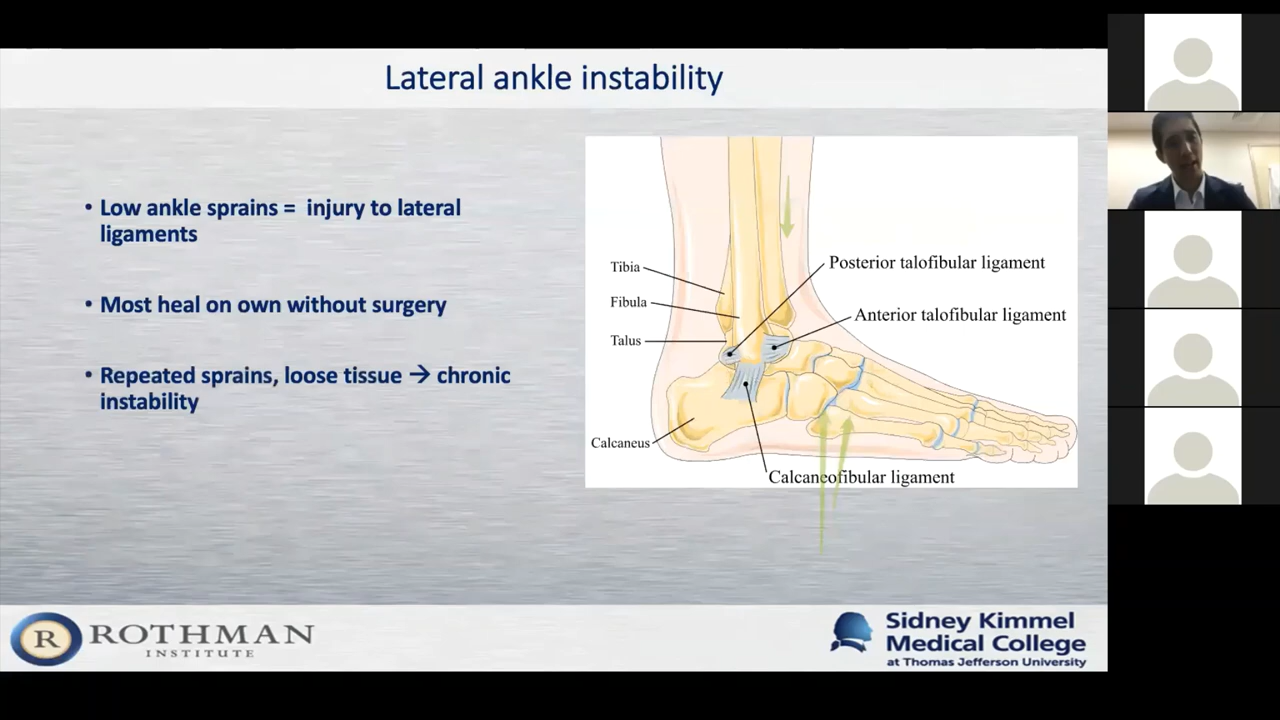 Lateral ankle instability
• Low ankle sprains = injury to lateral
ligaments
• Most heal on own without surgery
• Repeated sprains, loose tissue → chronic
instability
Tibia
Fibula
Talus
Calcaneus
Posterior talofibular ligament
Anterior talofibular ligament
Calcaneofibular ligament
R ROTHMAN
INSTITUTE
Sidney Kimmel
Medical College
at Thomas Jefferson University